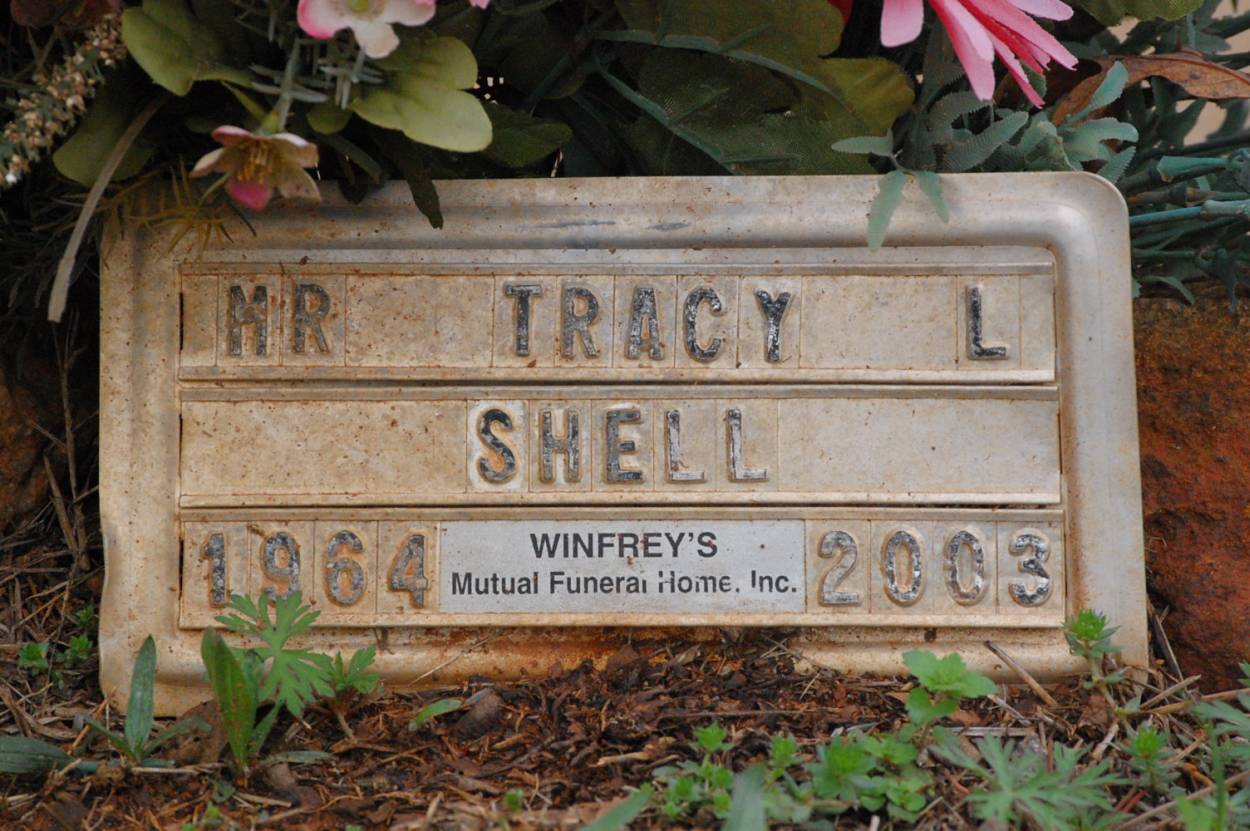 MR TRACY L
SHELL
1964 WINFREY'S 2003
Mutual Funeral Home, Inc.